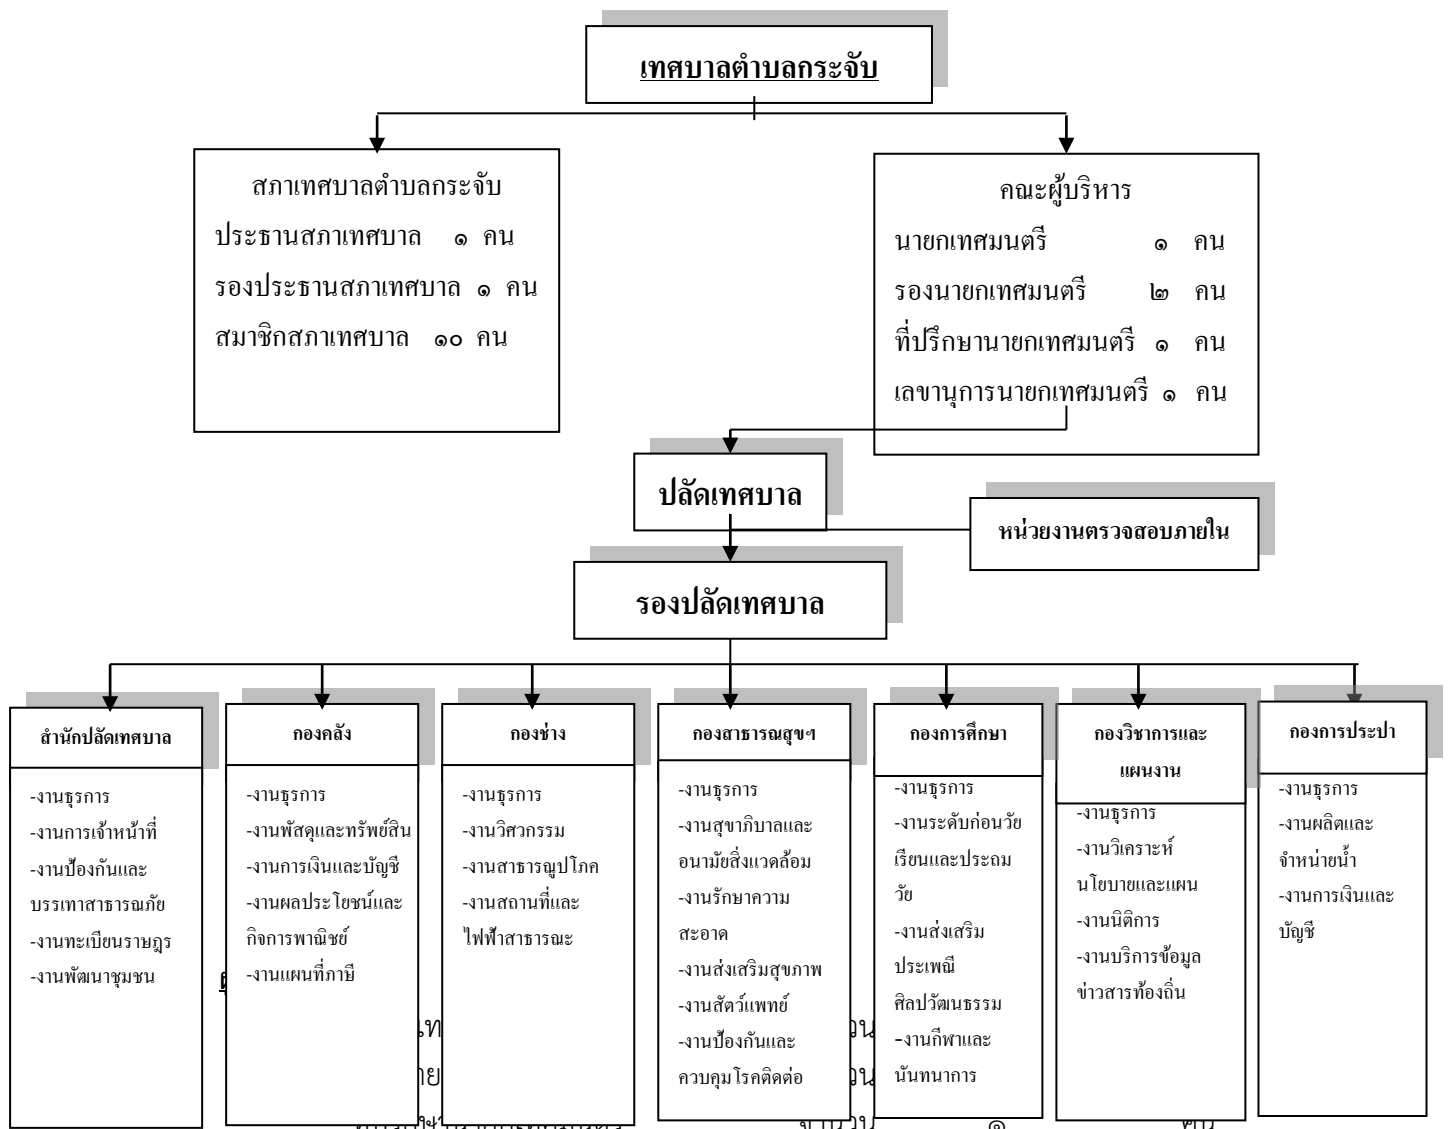 เทศบาลตำบลกระจับ
สภาเทศบาลตำบลกระจับ
ประธานสภาเทศบาล ๑ คน
รองประธานสภาเทศบาล ๑ คน
สมาชิกสภาเทศบาล ๑๐ คน
คณะผู้บริหาร
นายกเทศมนตรี ๑ คน
รองนายกเทศมนตรี ๒ คน
ที่ปรึกษานายกเทศมนตรี ๑ คน
เลขานุการนายกเทศมนตรี ๑ คน
ปลัดเทศบาล
หน่วยงานตรวจสอบภายใน
รองปลัดเทศบาล
สำนักปลัดเทศบาล
-งานธุรการ
-งานการเจ้าหน้าที่
-งานป้องกันและ
บรรเทาสาธารณภัย
-งานทะเบียนราษฎร
-งานพัฒนาชุมชน
กองคลัง
-งานธุรการ
-งานพัสดุและทรัพย์สิน
-งานการเงินและบัญชี
-งานผลประโยชน์และ
กิจการพาณิชย์
-งานแผนที่ภาษี
กองช่าง
-งานธุรการ
-งานวิศวกรรม
-งานสาธารณูปโภค
-งานสถานที่และ
ไฟฟ้าสาธารณะ
กองสาธารณสุขฯ
-งานธุรการ
-งานสุขาภิบาลและ
อนามัยสิ่งแวดล้อม
-งานรักษาความ
สะอาด
-งานส่งเสริมสุขภาพ
-งานสัตว์แพทย์
-งานป้องกันและ
ควบคุมโรคติดต่อ
กองการศึกษา
-งานธุรการ
-งานระดับก่อนวัย
เรียนและประถม
วัย
-งานส่งเสริม
ประเพณี
ศิลปวัฒนธรรม
-งานกีฬาและ
นันทนาการ
กองวิชาการและ
แผนงาน
-งานธุรการ
-งานวิเคราะห์
นโยบายและแผน
-งานนิติการ
-งานบริการข้อมูล
ข่าวสารท้องถิ่น
กองการประปา
-งานธุรการ
-งานผลิตและ
จำหน่ายน้ำ
-งานการเงินและ
บัญชี